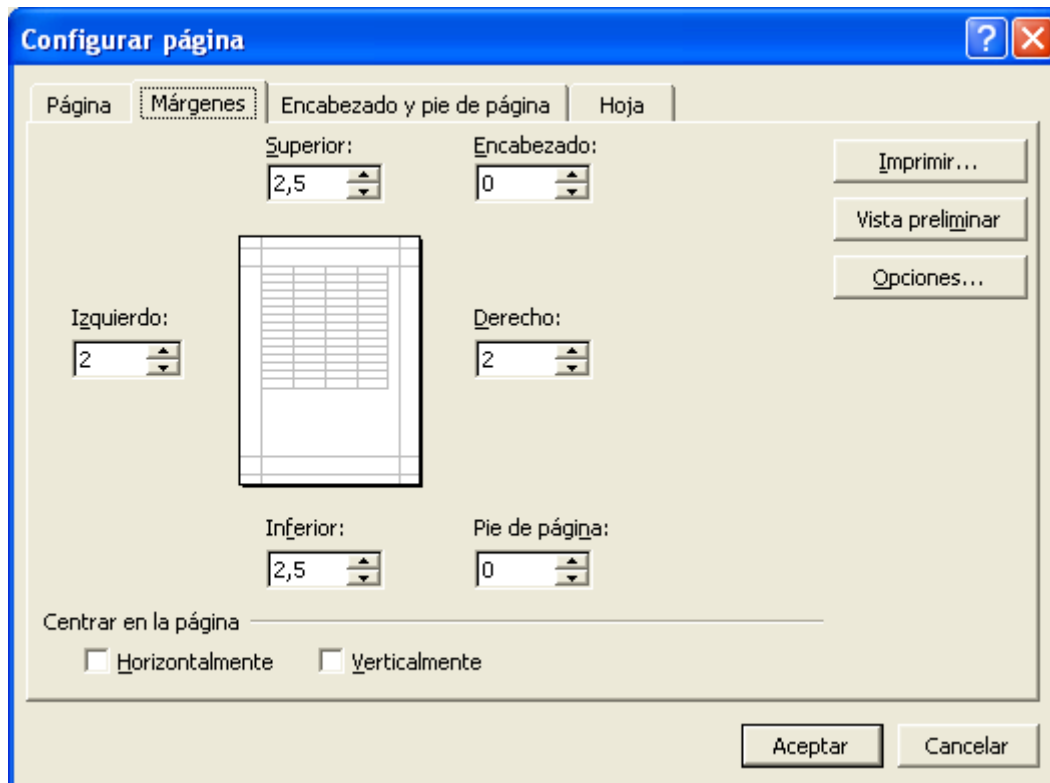 Configurar página
Página Márgenes Encabezado y pie de página Hoja
Superior: Encabezado:
2,5 0
Imprimir...
Vista preliminar
Opciones...
Izquierdo: Derecho:
2 2
Inferior: Pie de página:
2,5 0
Centrar en la página
Horizontalmente Verticalmente
Aceptar Cancelar